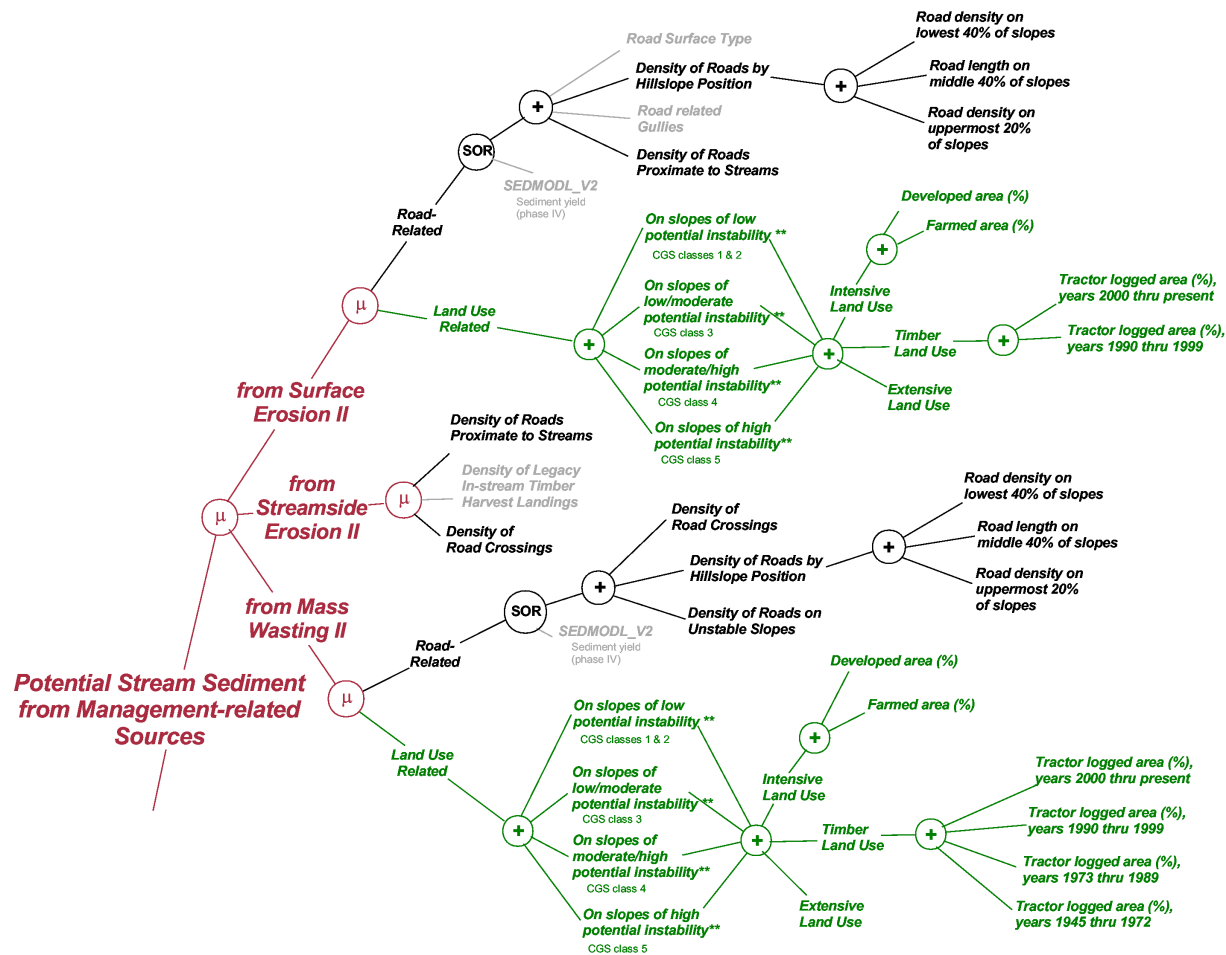 Road Surface Type
Density of Roads by
Hillslope Position
Road related
Gullies
Density of Roads
Proximate to Streams
+
+
Road density on
lowest 40% of slopes
Road length on
middle 40% of slopes
Road density on
uppermost 20%
of slopes
SOR
SEDMODL_V2
Sediment yield
(phase IV)
Road-
Related
μ
Land Use
Related
+
On slopes of low
potential instability **
CGS classes 1 & 2
On slopes of
low/moderate
potential instability **
CGS class 3
On slopes of
moderate/high
potential instability**
CGS class 4
On slopes of high
potential instability**
CGS class 5
+
Developed area (%)
Farmed area (%)
+
Intensive
Land Use
Timber
Land Use
+
Extensive
Land Use
Tractor logged area (%),
years 2000 thru present
Tractor logged area (%),
years 1990 thru 1999
from Surface
Erosion II
Density of Roads
Proximate to Streams
Density of Legacy
In-stream Timber
Harvest Landings
Density of
Road Crossings
μ
from
Streamside
Erosion II
μ
Density of
Road Crossings
Density of Roads by
Hillslope Position
Density of Roads on
Unstable Slopes
+
+
Road density on
lowest 40% of slopes
Road length on
middle 40% of slopes
Road density on
uppermost 20%
of slopes
from Mass
Wasting II
SOR
SEDMODL_V2
Sediment yield
(phase IV)
Road-
Related
μ
Potential Stream Sediment
from Management-related
Sources
Land Use
Related
+
On slopes of low
potential instability **
CGS classes 1 & 2
On slopes of
low/moderate
potential instability **
CGS class 3
On slopes of
moderate/high
potential instability**
CGS class 4
On slopes of high
potential instability**
CGS class 5
+
Developed area (%)
Farmed area (%)
+
Intensive
Land Use
Timber
Land Use
+
Extensive
Land Use
Tractor logged area (%),
years 2000 thru present
Tractor logged area (%),
years 1990 thru 1999
Tractor logged area (%),
years 1973 thru 1989
Tractor logged area (%),
years 1945 thru 1972